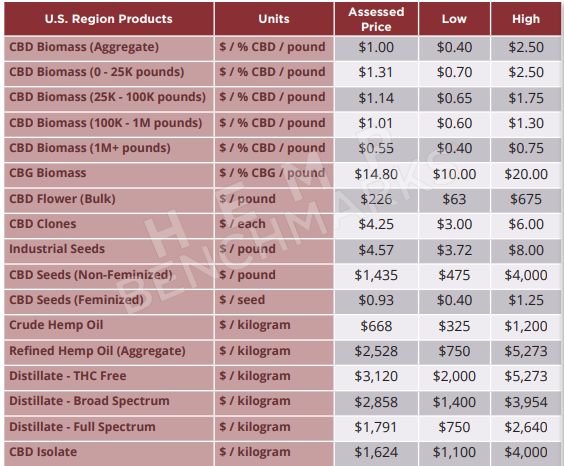 U.S. Region Products Units Assessed Price Low High
CBD Biomass (Aggregate) $ / % CBD / pound $1.00 $0.40 $2.50
CBD Biomass (0 - 25K pounds) $ / % CBD / pound $1.31 $0.70 $2.50
CBD Biomass (25K - 100K pounds) $ / % CBD / pound $1.14 $0.65 $1.75
CBD Biomass (100K - 1M pounds) $ / % CBD / pound $1.01 $0.60 $1.30
CBD Biomass (1M+ pounds) $ / % CBD / pound $0.55 $0.40 $0.75
CBG Biomass $ / % CBG / pound $14.80 $10.00 $20.00
CBD Flower (Bulk) $ / pound $226 $63 $675
CBD Clones $ / each $4.25 $3.00 $6.00
Industrial Seeds $ / pound $4.57 $3.72 $8.00
CBD Seeds (Non-Feminized) $ / pound $1,435 $475 $4,000
CBD Seeds (Feminized) $ / seed $0.93 $0.40 $1.25
Crude Hemp Oil $ / kilogram $668 $325 $1,200
Refined Hemp Oil (Aggregate) $ / kilogram $2,528 $750 $5,273
Distillate - THC Free $ / kilogram $3,120 $2,000 $5,273
Distillate - Broad Spectrum $ / kilogram $2,858 $1,400 $3,954
Distillate - Full Spectrum $ / kilogram $1,791 $750 $2,640
CBD Isolate $ / kilogram $1,624 $1,100 $4,000
HEMP
BENCHMARKS